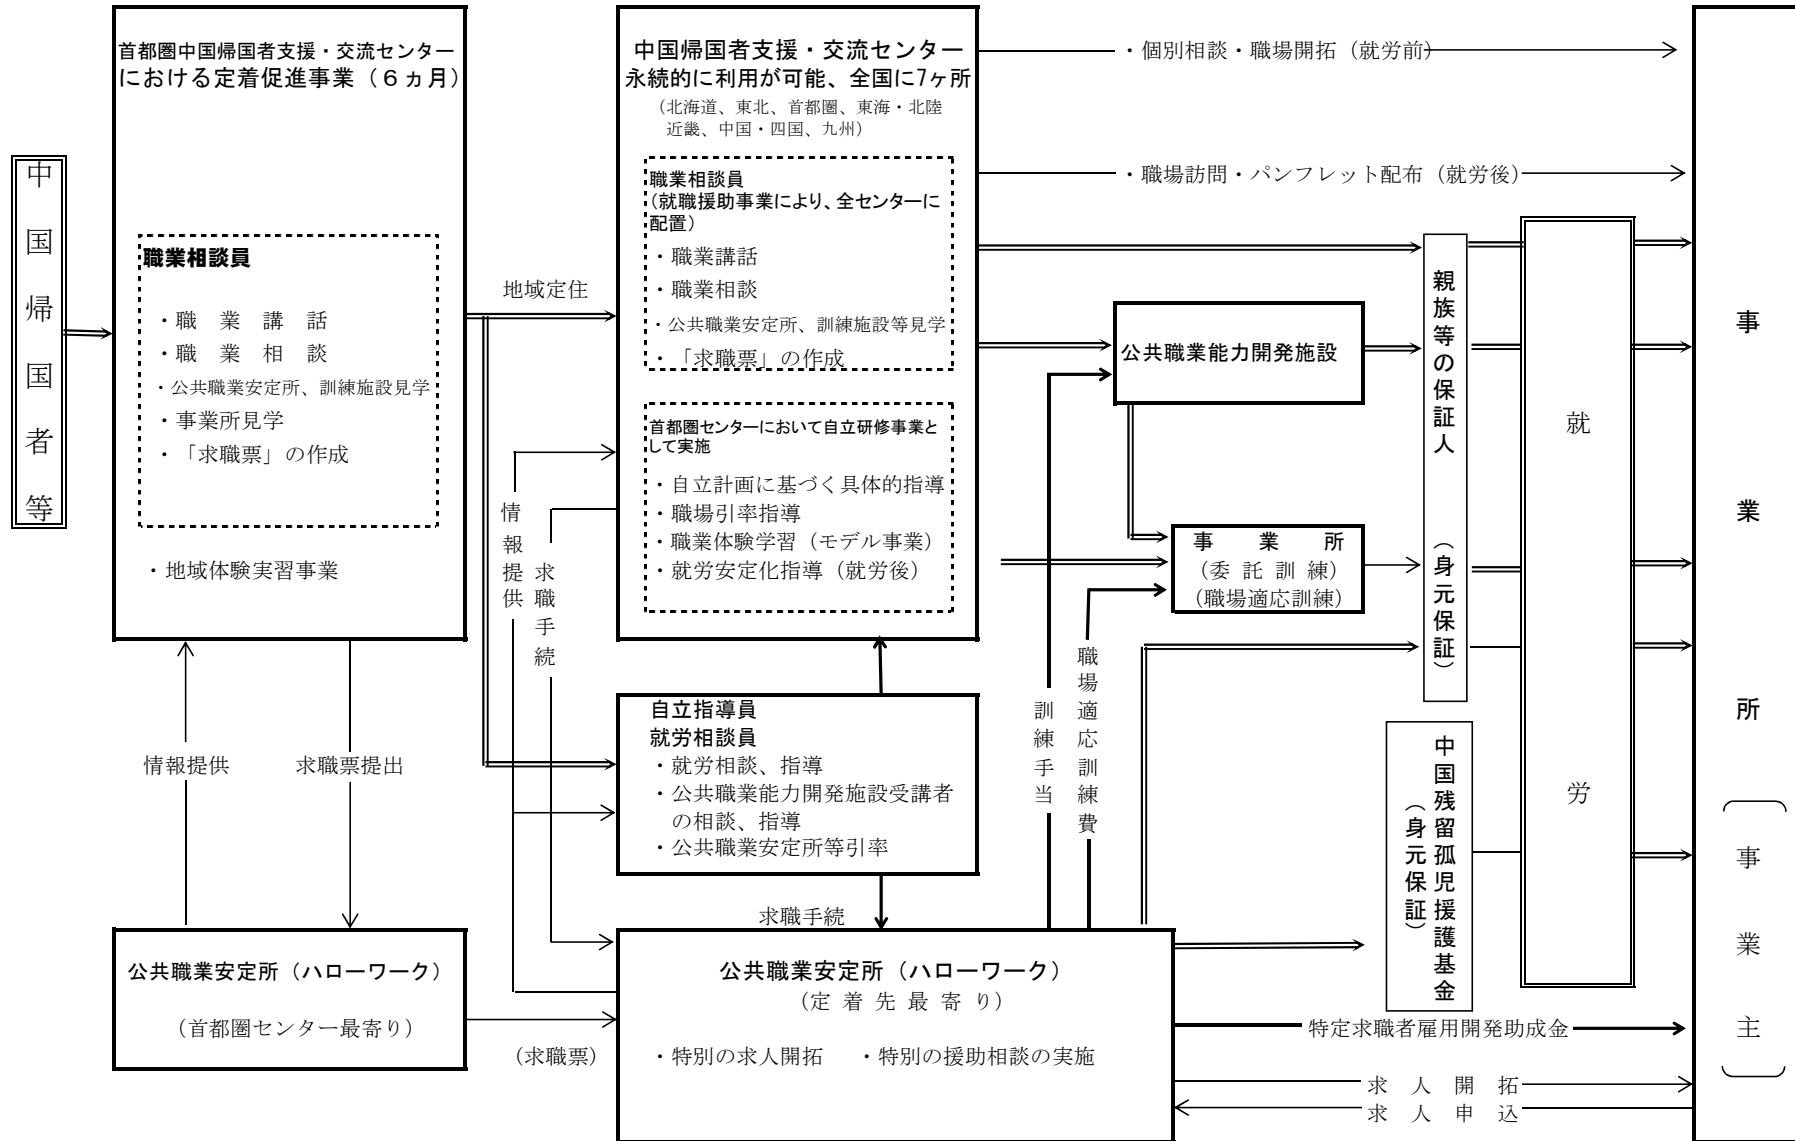 中国帰国者等
首都圏中国帰国者支援・交流センター
における定着促進事業（６ヵ月）
職業相談員
・職　業　講　話
・職　業　相　談
・公共職業安定所、訓練施設見学
・事業所見学
・「求職票」の作成
・地域体験実習事業
情報提供
求職票提出
公共職業安定所（ハローワーク）
（首都圏センター最寄り）
地域定住
（求職票）
情報提供
求職手続
中国帰国者支援・交流センター
永続的に利用が可能、全国に7ヶ所
（北海道、東北、首都圏、東海・北陸
近畿、中国・四国、九州）
職業相談員
（就職援助事業により、全センターに
配置）
・職業講話
・職業相談
・公共職業安定所、訓練施設等見学
・「求職票」の作成
首都圏センターにおいて自立研修事業と
して実施
・自立計画に基づく具体的指導
・職場引率指導
・職業体験学習（モデル事業）
・就労安定化指導（就労後）
自立指導員
就労相談員
・就労相談、指導
・公共職業能力開発施設受講者
の相談、指導
・公共職業安定所等引率
求職手続
公共職業安定所（ハローワーク）
（定 着 先 最 寄 り）
・特別の求人開拓　・特別の援助相談の実施
・個別相談・職場開拓（就労前）
・職場訪問・パンフレット配布（就労後）
公共職業能力開発施設
事　業　所
（委 託 訓 練）
（職場適応訓練）
訓練手当
職場適応訓練費
親族等の保証人　（身元保証）
中国残留孤児援護基金
（身元保証）
就　労
特定求職者雇用開発助成金
求　人　開　拓
求　人　申　込
事　業　所
（事　業　主）